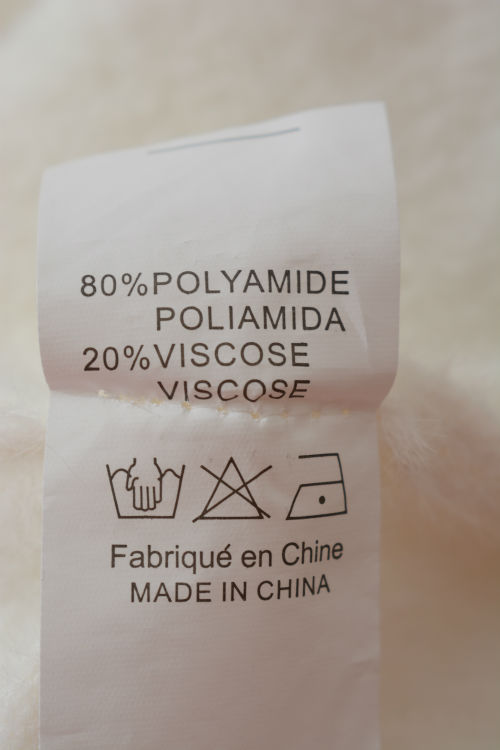 80%POLYAMIDE
POLIAMIDA
20%VISCOSE
VISCOSE
Fabriqué en Chine
MADE IN CHINA